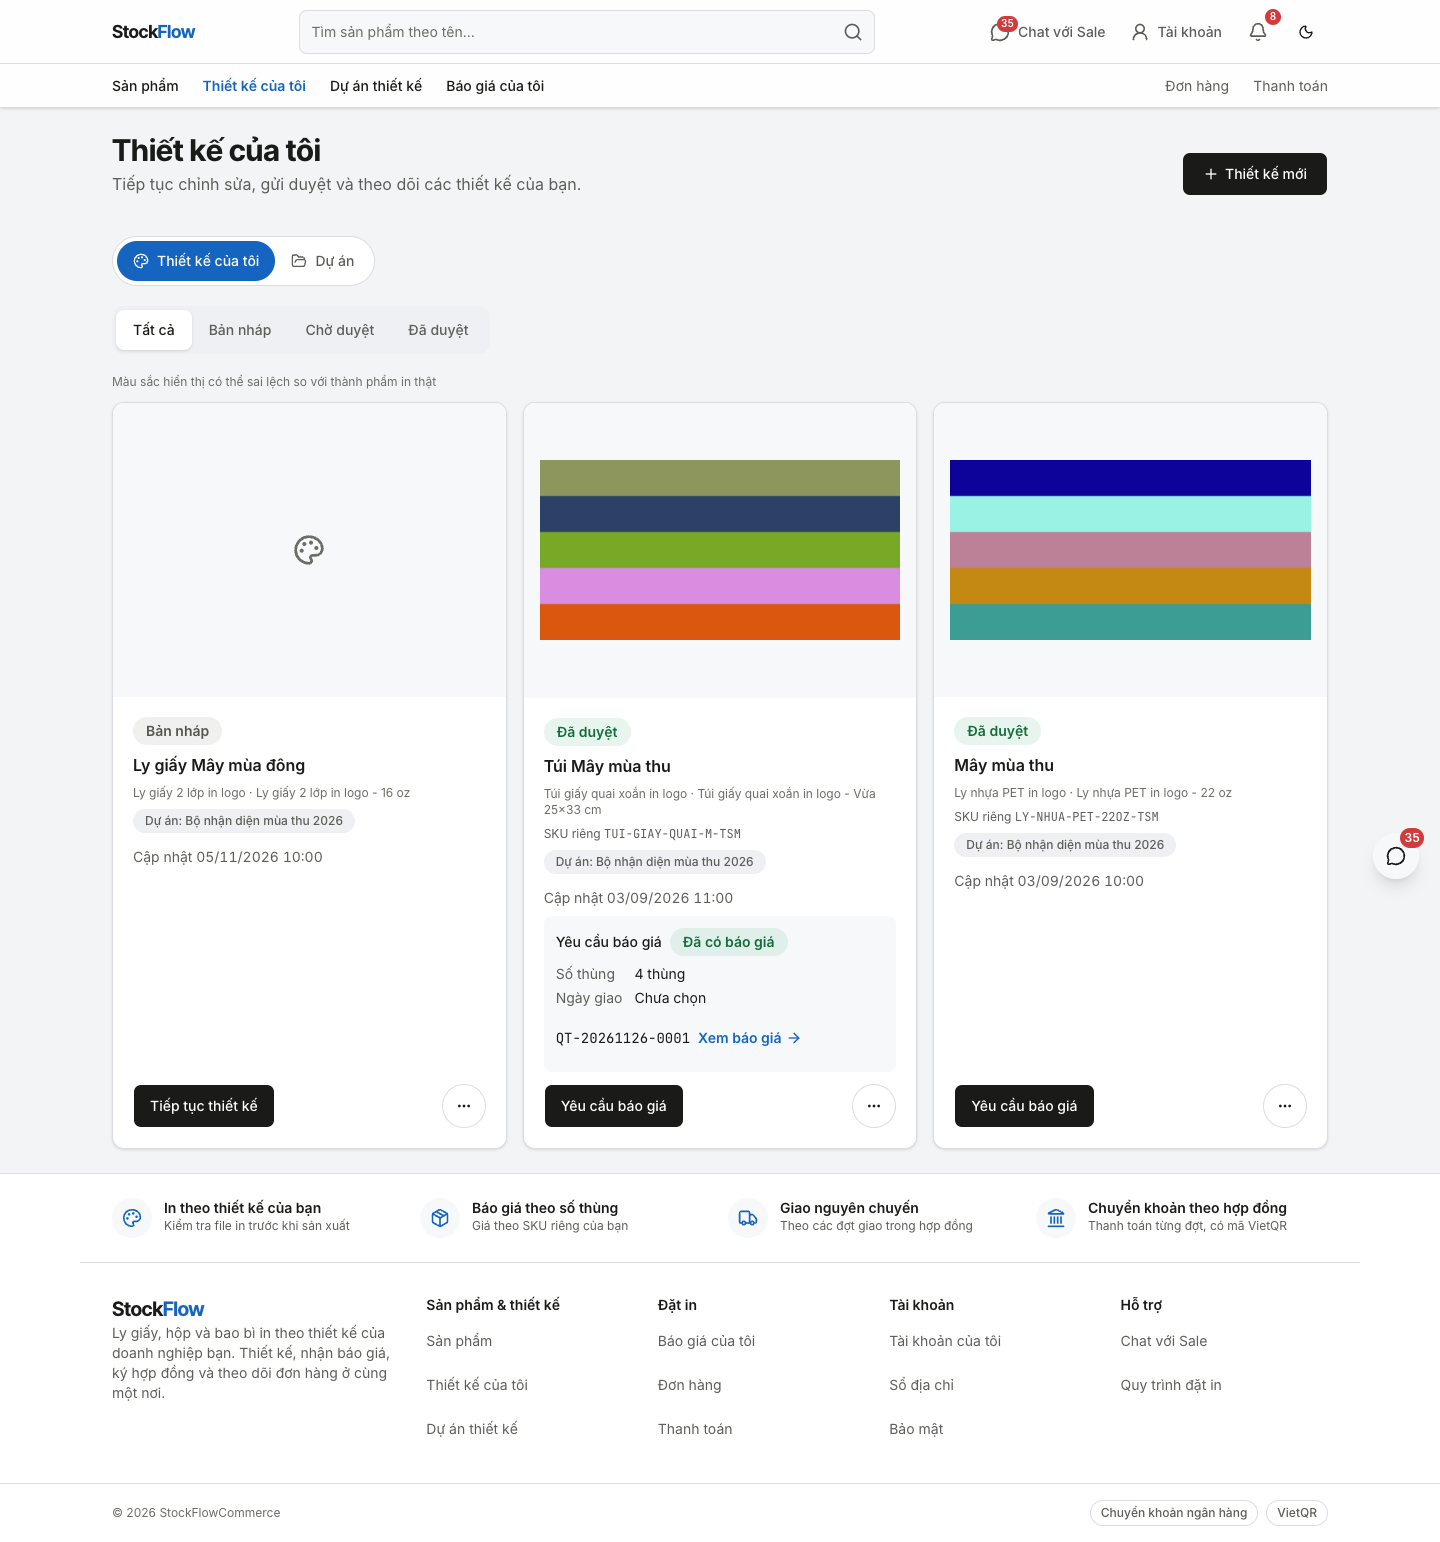 StockFlow
Tìm sản phẩm theo tên...
35
Chat với Sale
Tài khoản
8
Sản phẩm
Thiết kế của tôi
Dự án thiết kế
Báo giá của tôi
Đơn hàng
Thanh toán
Thiết kế của tôi
Tiếp tục chỉnh sửa, gửi duyệt và theo dõi các thiết kế của bạn.
Thiết kế mới
Thiết kế của tôi
Dự án
Tất cả
Bản nháp
Chờ duyệt
Đã duyệt
Màu sắc hiển thị có thể sai lệch so với thành phẩm in thật
Bản nháp
Ly giấy Mây mùa đông
Ly giấy 2 lớp in logo · Ly giấy 2 lớp in logo - 16 oz
Dự án: Bộ nhận diện mùa thu 2026
Cập nhật 05/11/2026 10:00
Tiếp tục thiết kế
Đã duyệt
Túi Mây mùa thu
Túi giấy quai xoắn in logo · Túi giấy quai xoắn in logo - Vừa
25×33 cm
SKU riêng TUI-GIAY-QUAI-M-TSM
Dự án: Bộ nhận diện mùa thu 2026
Cập nhật 03/09/2026 11:00
Yêu cầu báo giá
Đã có báo giá
Số thùng 4 thùng
Ngày giao Chưa chọn
QT-20261126-0001 Xem báo giá
Yêu cầu báo giá
Đã duyệt
Mây mùa thu
Ly nhựa PET in logo · Ly nhựa PET in logo - 22 oz
SKU riêng LY-NHUA-PET-22OZ-TSM
Dự án: Bộ nhận diện mùa thu 2026
Cập nhật 03/09/2026 10:00
Yêu cầu báo giá
35
In theo thiết kế của bạn
Kiểm tra file in trước khi sản xuất
Báo giá theo số thùng
Giá theo SKU riêng của bạn
Giao nguyên chuyến
Theo các đợt giao trong hợp đồng
Chuyển khoản theo hợp đồng
Thanh toán từng đợt, có mã VietQR
StockFlow
Ly giấy, hộp và bao bì in theo thiết kế của
doanh nghiệp bạn. Thiết kế, nhận báo giá,
ký hợp đồng và theo dõi đơn hàng ở cùng
một nơi.
Sản phẩm & thiết kế
Sản phẩm
Thiết kế của tôi
Dự án thiết kế
Đặt in
Báo giá của tôi
Đơn hàng
Thanh toán
Tài khoản
Tài khoản của tôi
Sổ địa chỉ
Bảo mật
Hỗ trợ
Chat với Sale
Quy trình đặt in
© 2026 StockFlowCommerce
Chuyển khoản ngân hàng
VietQR